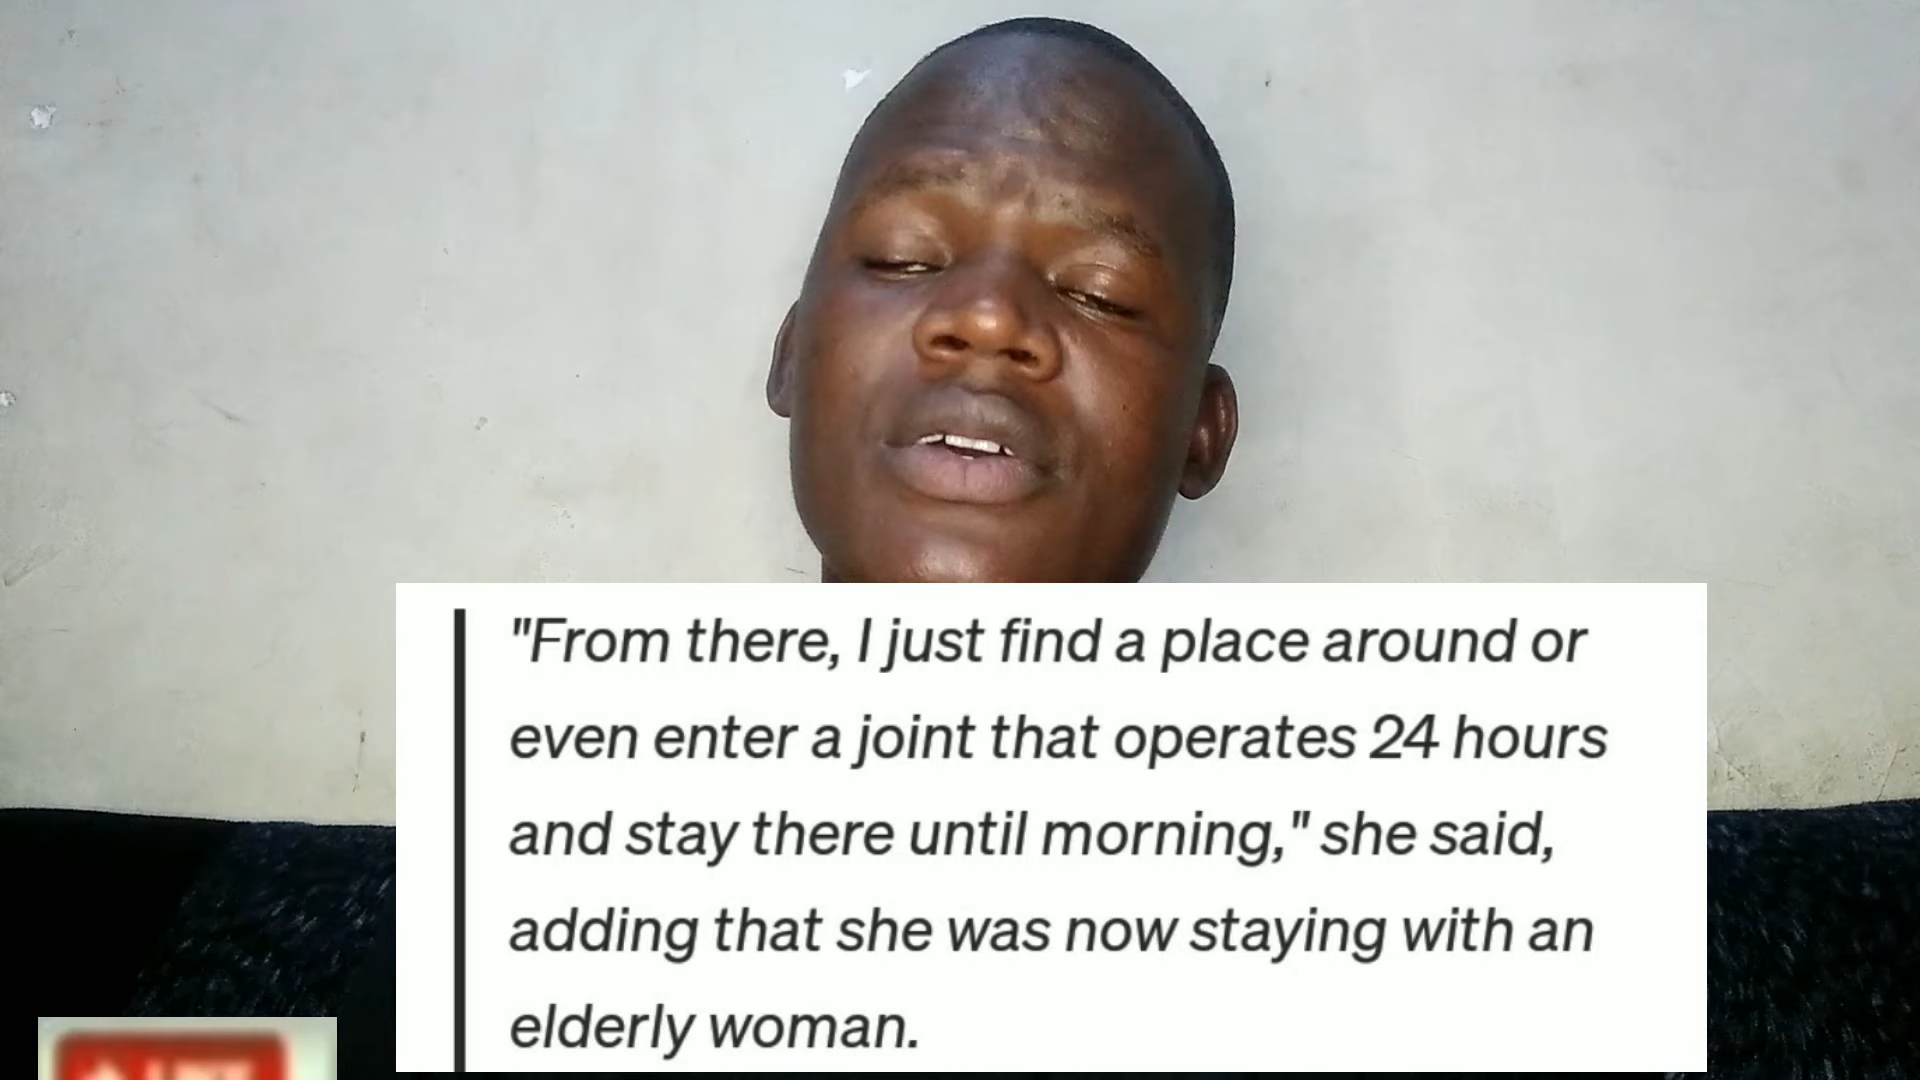 "From there, I just find a place around or
even enter a joint that operates 24 hours
and stay there until morning," she said,
adding that she was now staying with an
elderly woman.